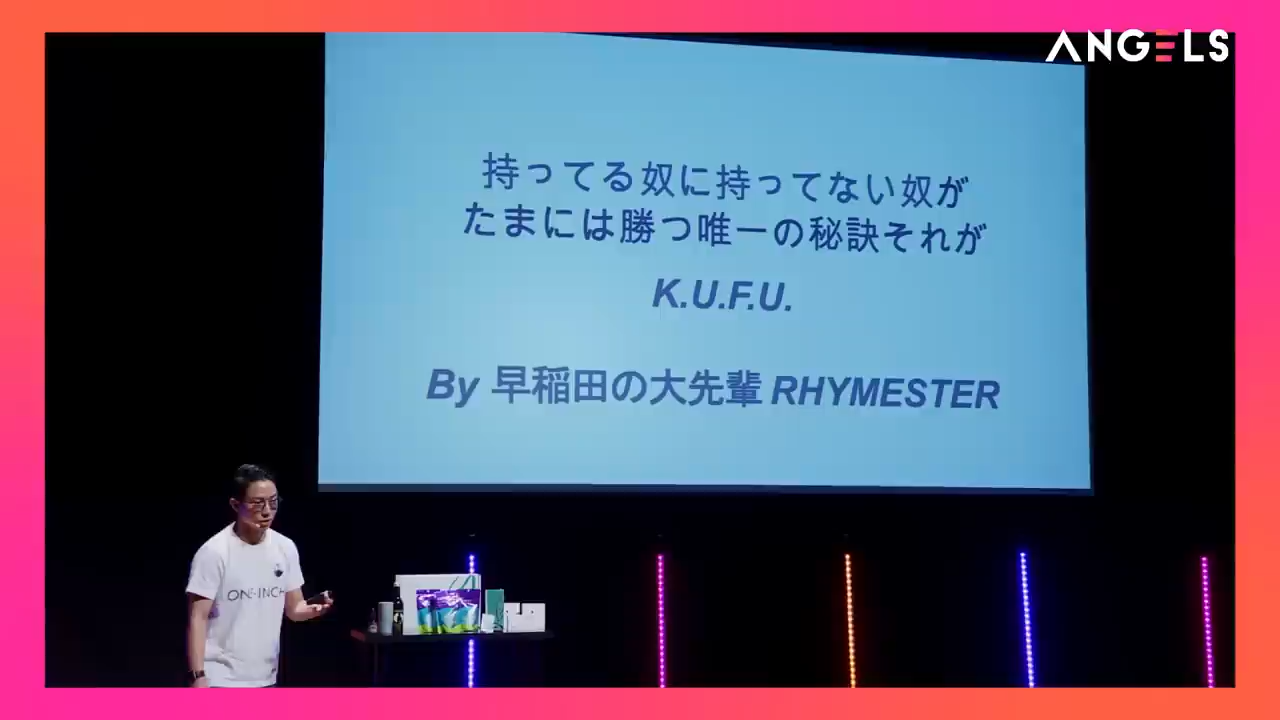 ANGELS
持ってる奴に持ってない奴が
たまには勝つ唯一の秘訣それが
K.U.F.U.
By 早稲田の大先輩 RHYMESTER
ONE-INCH